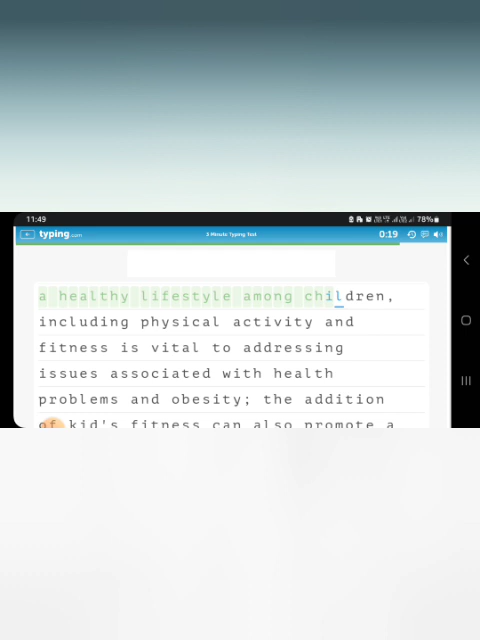 11:49
78%
typing.com
3 Minute Typing Test
0:19
a healthy lifestyle among children,
including physical activity and
fitness is vital to addressing
issues associated with health
problems and obesity; the addition
of kid's fitness can also promote a